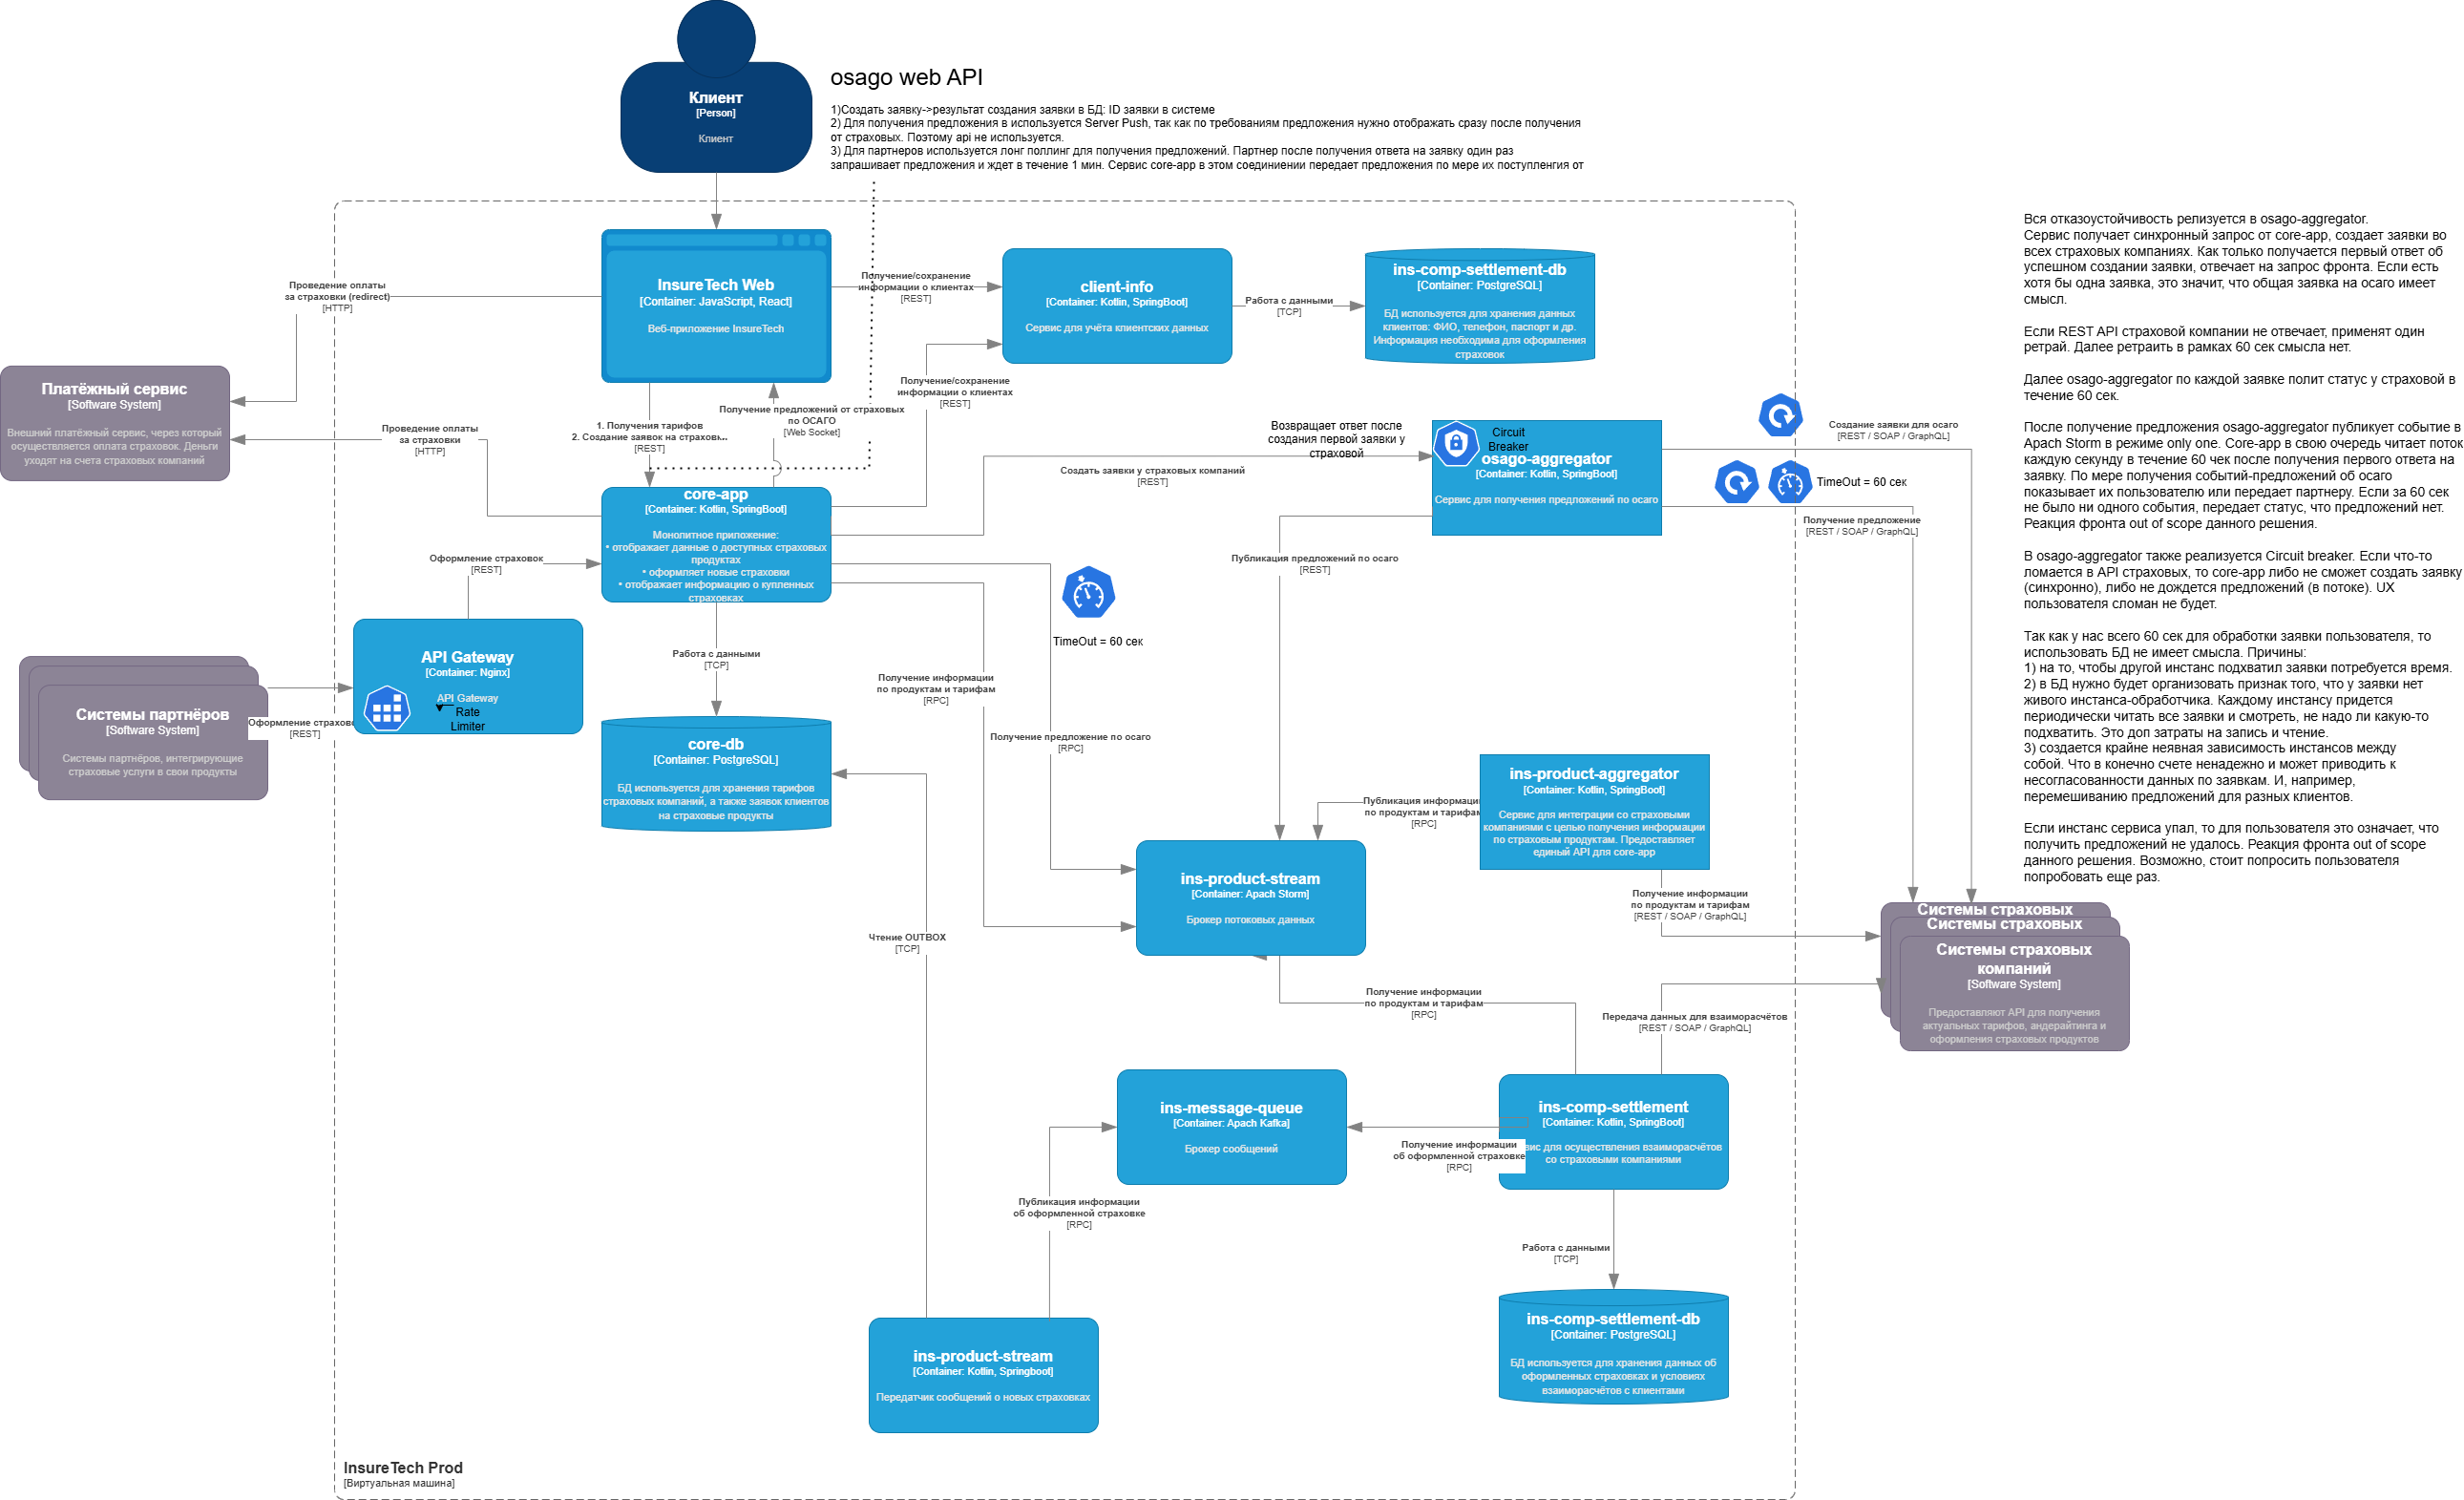 Клиент
[Person]
Клиент
osago web API
1)Создать заявку->результат создания заявки в БД: ID заявки в системе
2) Для получения предложения в используется Server Push, так как по требованиям предложения нужно отображать сразу после получения
от страховых. Поэтому api не используется.
3) Для партнеров используется лонг поллинг для получения предложений. Партнер после получения ответа на заявку один раз
запрашивает предложения и ждет в течение 1 мин. Сервис core-app в этом соединиении передает предложения по мере их поступленгия от
InsureTech Web
[Container: JavaScript, React]
Веб-приложение InsureTech
Получение/сохранение
информации о клиентах
[REST]
client-info
[Container: Kotlin, SpringBoot]
Сервис для учёта клиентских данных
Работа с данными
[TCP]
ins-comp-settlement-db
[Container: PostgreSQL]
БД используется для хранения данных
клиентов: ФИО, телефон, паспорт и др.
Информация необходима для оформления
страховок
Проведение оплаты
за страховки (redirect)
[HTTP]
Платёжный сервис
[Software System]
Внешний платёжный сервис, через который
осуществляется оплата страховок. Деньги
уходят на счета страховых компаний
Проведение оплаты
за страховки
[HTTP]
1. Получения тарифов
2. Создание заявок на страховк...
[REST]
Получение предложений от страховых
по ОСАГО
[Web Socket]
Получение/сохранение
информации о клиентах
[REST]
Возвращает ответ после
создания первой заявки у
страховой
Создать заявки у страховых компаний
[REST]
Circuit
Breaker
osago-aggregator
[Container: Kotlin, SpringBoot]
Сервис для получения предложений по осаго
Создание заявки для осаго
[REST / SOAP / GraphQL]
TimeOut = 60 сек
Получение предложение
[REST / SOAP / GraphQL]
core-app
[Container: Kotlin, SpringBoot]
Монолитное приложение:
• отображает данные о доступных страховых
продуктах
• оформляет новые страховки
• отображает информацию о купленных
страховках
Оформление страховок
[REST]
Публикация предложений по осаго
[REST]
TimeOut = 60 сек
API Gateway
[Container: Nginx]
API Gateway
Rate
Limiter
Системы партнёров
[Software System]
Системы партнёров, интегрирующие
страховые услуги в свои продукты
Оформление страхово
[REST]
Работа с данными
[TCP]
Получение информации
по продуктам и тарифам
[RPC]
Получение предложение по осаго
[RPC]
core-db
[Container: PostgreSQL]
БД используется для хранения тарифов
страховых компаний, а также заявок клиентов
на страховые продукты
ins-product-aggregator
[Container: Kotlin, SpringBoot]
Сервис для интеграции со страховыми
компаниями с целью получения информации
по страховым продуктам. Предоставляет
единый API для core-app
Публикация информаци
по продуктам и тарифам
[RPC]
ins-product-stream
[Container: Apach Storm]
Брокер потоковых данных
Получение информации
по продуктам и тарифам
[REST / SOAP / GraphQL]
Чтение OUTBOX
[TCP]
Системы страховых
Системы страховых
Системы страховых
компаний
[Software System]
Предоставляют API для получения
актуальных тарифов, андерайтинга и
оформления страховых продуктов
Получение информации
по продуктам и тарифам
[RPC]
Передача данных для взаиморасчётов
[REST / SOAP / GraphQL]
ins-message-queue
[Container: Apach Kafka]
Брокер сообщений
Получение информации
об оформленной страховке
[RPC]
ins-comp-settlement
[Container: Kotlin, SpringBoot]
вис для осуществления взаиморасчётов
со страховыми компаниями
Публикация информации
об оформленной страховке
[RPC]
Работа с данными
[TCP]
ins-comp-settlement-db
[Container: PostgreSQL]
БД используется для хранения данных об
оформленных страховках и условиях
взаиморасчётов с клиентами
ins-product-stream
[Container: Kotlin, Springboot]
Передатчик сообщений о новых страховках
InsureTech Prod
[Виртуальная машина]
Вся отказоустойчивость релизуется в osago-aggregator.
Сервис получает синхронный запрос от core-app, создает заявки во
всех страховых компаниях. Как только получается первый ответ об
успешном создании заявки, отвечает на запрос фронта. Если есть
хотя бы одна заявка, это значит, что общая заявка на осаго имеет
смысл.
Если REST API страховой компании не отвечает, применят один
ретрай. Далее ретраить в рамках 60 сек смысла нет.
Далее osago-aggregator по каждой заявке полит статус у страховой в
течение 60 сек.
После получение предложения osago-aggregator публикует событие в
Apach Storm в режиме only one. Core-app в свою очередь читает поток
каждую секунду в течение 60 чек после получения первого ответа на
заявку. По мере получения событий-предложений об осаго
показывает их пользователю или передает партнеру. Если за 60 сек
не было ни одного события, передает статус, что предложений нет.
Реакция фронта out of scope данного решения.
В osago-aggregator также реализуется Circuit breaker. Если что-то
ломается в API страховых, то core-app либо не сможет создать заявку
(синхронно), либо не дождется предложений (в потоке). UX
пользователя сломан не будет.
Так как у нас всего 60 сек для обработки заявки пользователя, то
использовать БД не имеет смысла. Причины:
1) на то, чтобы другой инстанс подхватил заявки потребуется время.
2) в БД нужно будет организовать признак того, что у заявки нет
живого инстанса-обработчика. Каждому инстансу придется
периодически читать все заявки и смотреть, не надо ли какую-то
подхватить. Это доп затраты на запись и чтение.
3) создается крайне неявная зависимость инстансов между
собой. Что в конечно счете ненадежно и может приводить к
несогласованности данных по заявкам. И, например,
перемешиванию предложений для разных клиентов.
Если инстанс сервиса упал, то для пользователя это означает, что
получить предложений не удалось. Реакция фронта out of scope
данного решения. Возможно, стоит попросить пользователя
попробовать еще раз.